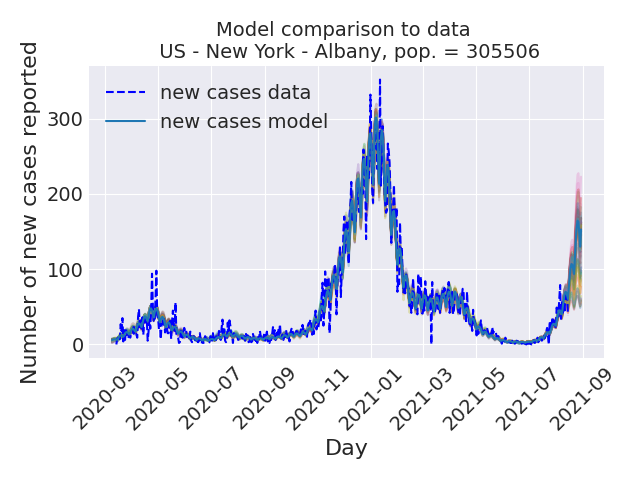 Model comparison to data
US - New York - Albany, pop. = 305506
Number of new cases reported
300
200
100
0
new cases data
new cases model
2020-03
2020-05
2020-07
2020-09
2020-11
2021-01
2021-03
2021-05
2021-07
2021-09
Day